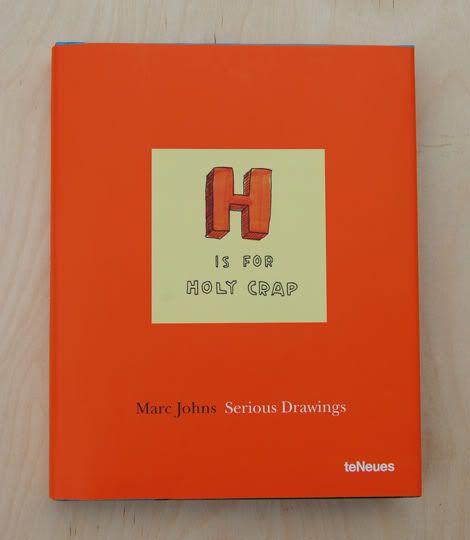 H
IS FOR
HOLY CRAP
Marc Johns Serious Drawings
teNeues